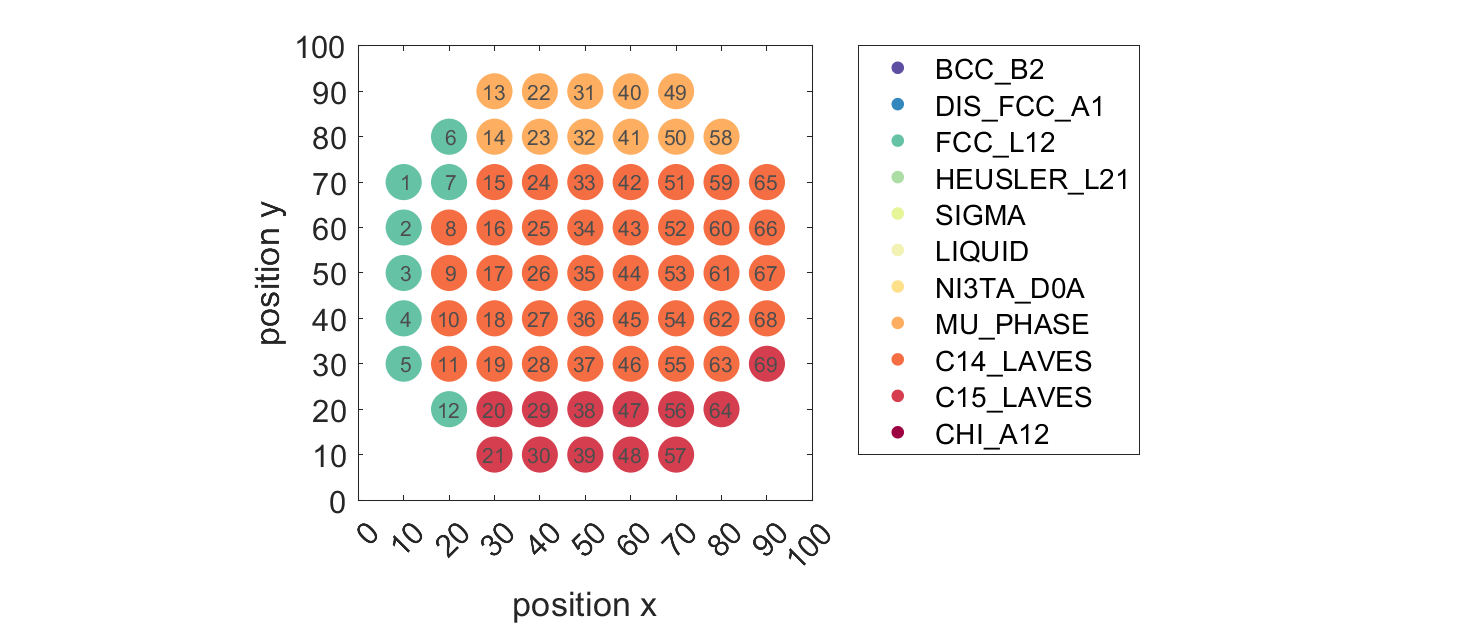 100
90 13 22 31 40 49
80 6 14 23 32 41 50 58
70 1 7 15 24 33 42 51 59 65
60 2 8 16 25 34 43 52 60 66
50 3 9 17 26 35 44 53 61 67
40 4 10 18 27 36 45 54 62 68
30 5 11 19 28 37 46 55 63 69
20 12 20 29 38 47 56 64
10 21 30 39 48 57
0
position y
0 10 20 30 40 50 60 70 80 90 100
position x
BCC_B2
DIS_FCC_A1
FCC_L12
HEUSLER_L21
SIGMA
LIQUID
NI3TA_D0A
MU_PHASE
C14_LAVES
C15_LAVES
CHI_A12